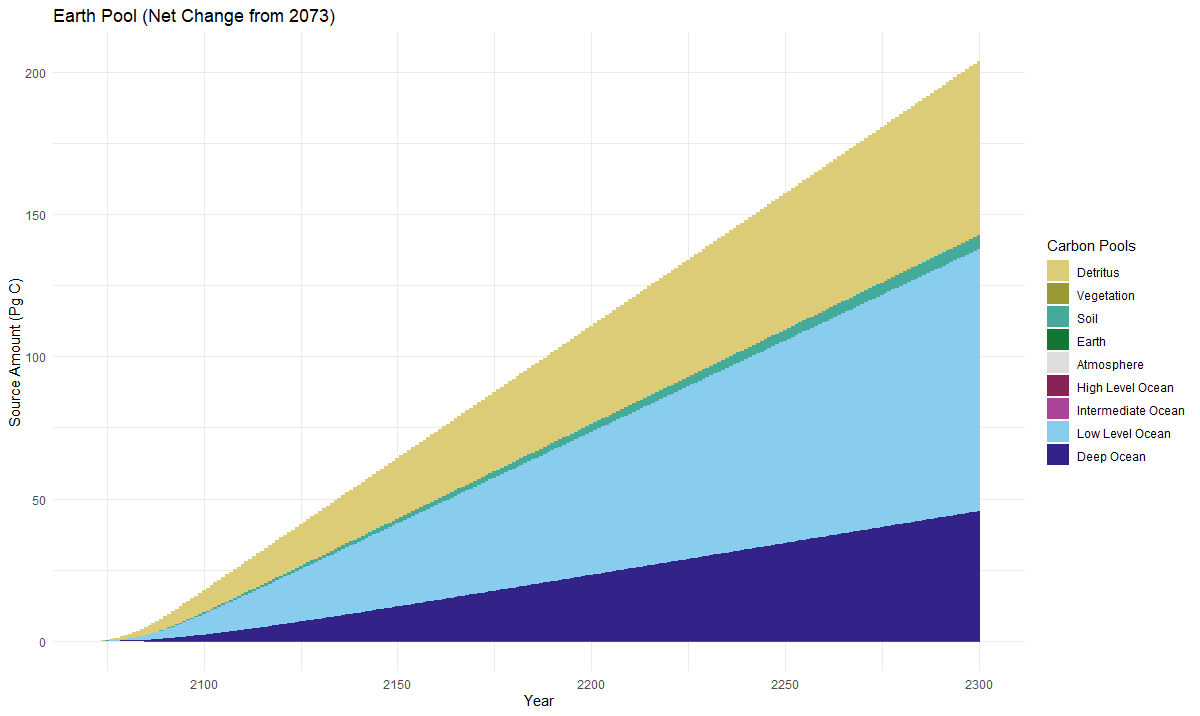 Earth Pool (Net Change from 2073)
Source Amount (Pg C)
200
150
100
50
0
2100
2150
2200
2250
2300
Year
Carbon Pools
Detritus
Vegetation
Soil
Earth
Atmosphere
High Level Ocean
Intermediate Ocean
Low Level Ocean
Deep Ocean